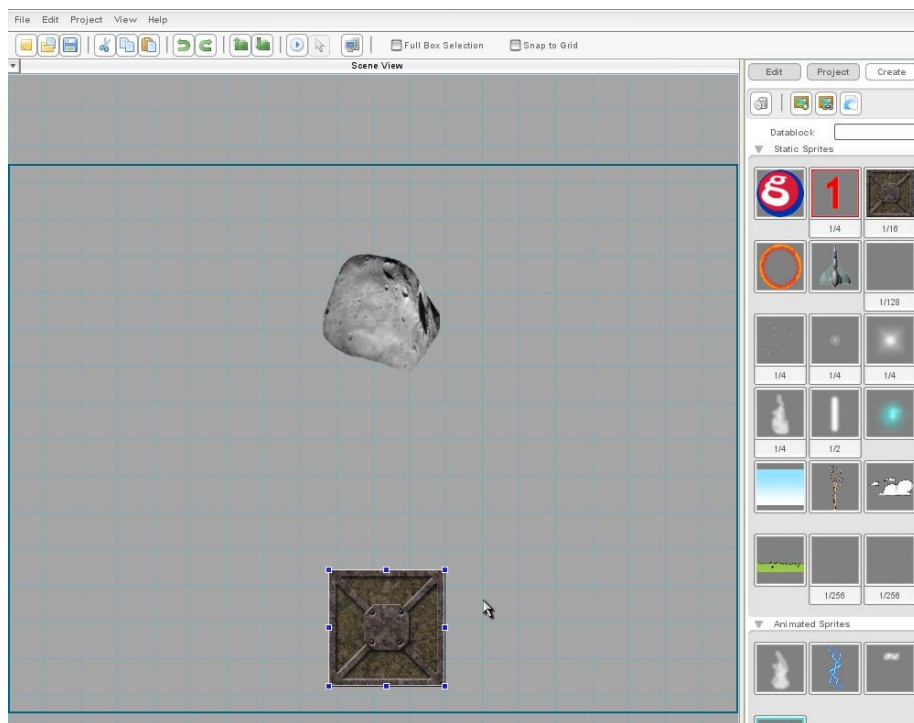 File Edit Project View Help
Full Box Selection Snap to Grid
Scene View
Edit Project Create
Datablock:
Static Sprites
g 1
1/4 1/16
1/128
1/4 1/4 1/4
1/4 1/2
1/256 1/256
Animated Sprites